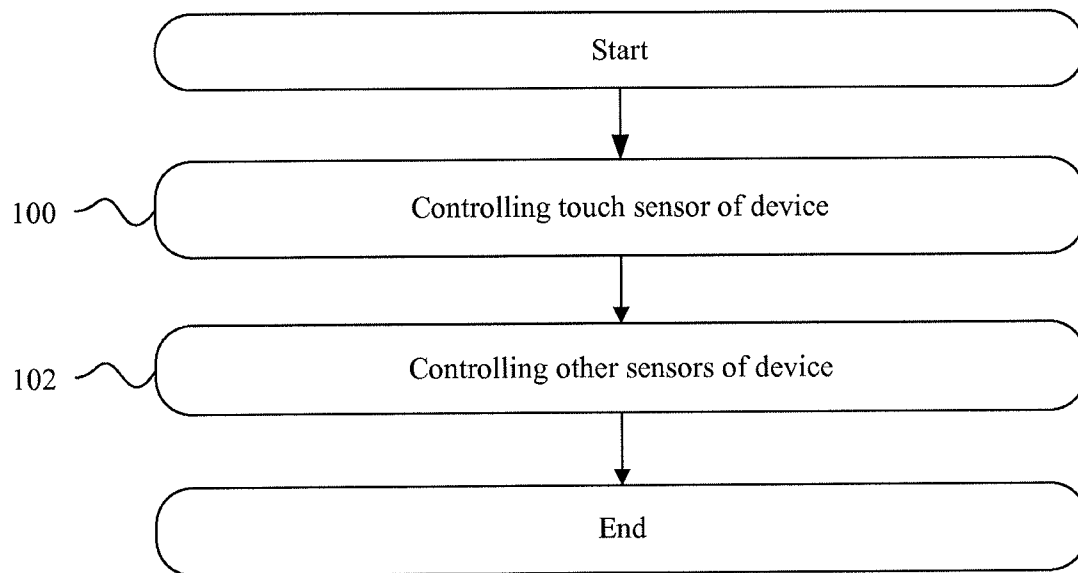 Start
100
Controlling touch sensor of device
102
Controlling other sensors of device
End